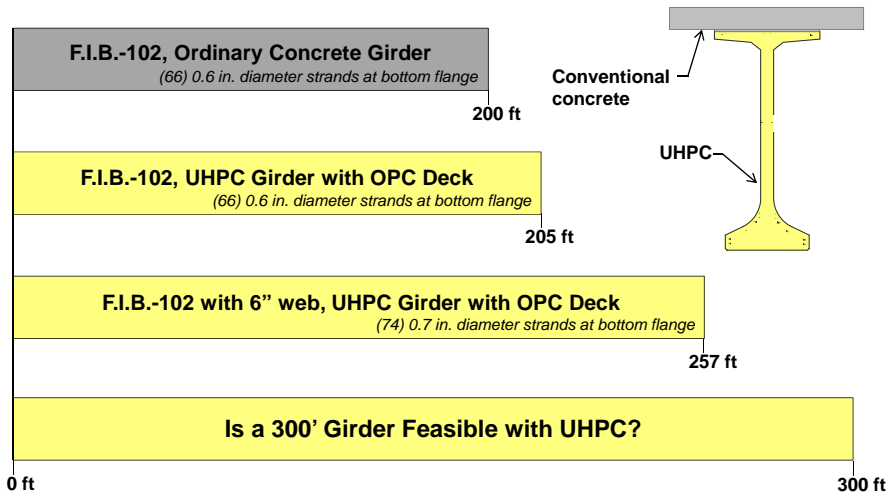 F.I.B.-102, Ordinary Concrete Girder
(66) 0.6 in. diameter strands at bottom flange
200 ft
Conventional
concrete
UHPC
F.I.B.-102, UHPC Girder with OPC Deck
(66) 0.6 in. diameter strands at bottom flange
205 ft
F.I.B.-102 with 6” web, UHPC Girder with OPC Deck
(74) 0.7 in. diameter strands at bottom flange
257 ft
Is a 300' Girder Feasible with UHPC?
0 ft
300 ft